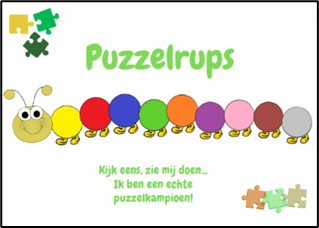 Puzzelrups
Kijk eens, zie mij doen...
Ik ben een echte
puzzelkampioen!